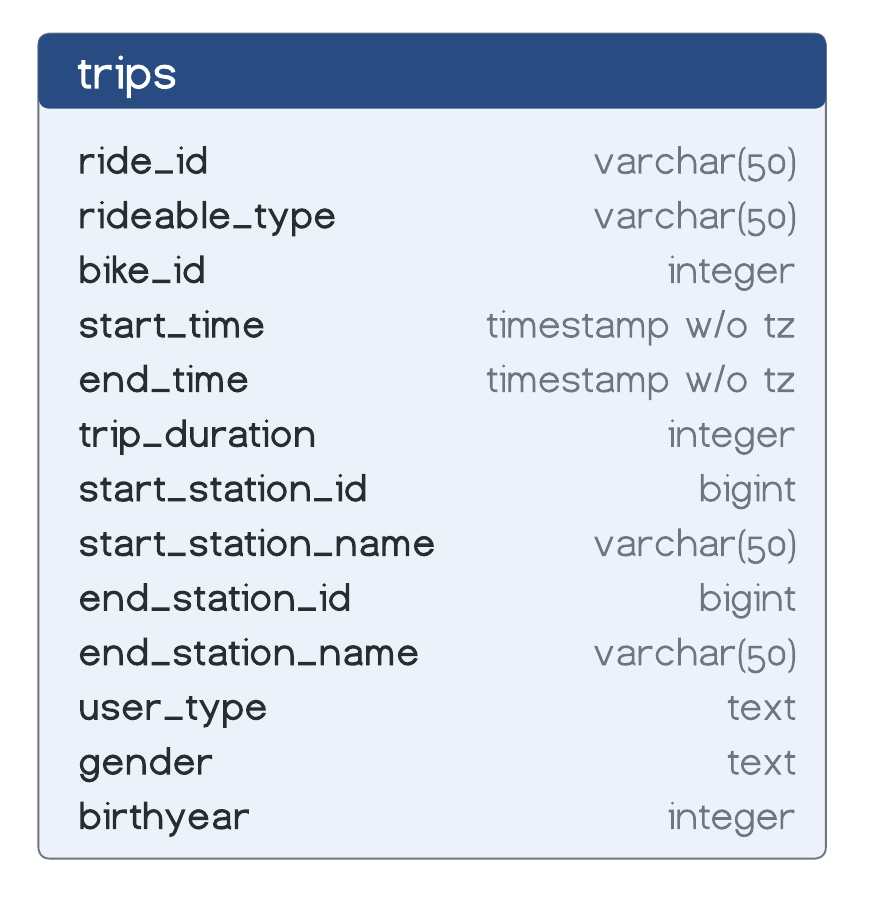 trips
ride_id varchar(50)
rideable_type varchar(50)
bike_id integer
start_time timestamp w/o tz
end_time timestamp w/o tz
trip_duration integer
start_station_id bigint
start_station_name varchar(50)
end_station_id bigint
end_station_name varchar(50)
user_type text
gender text
birthyear integer